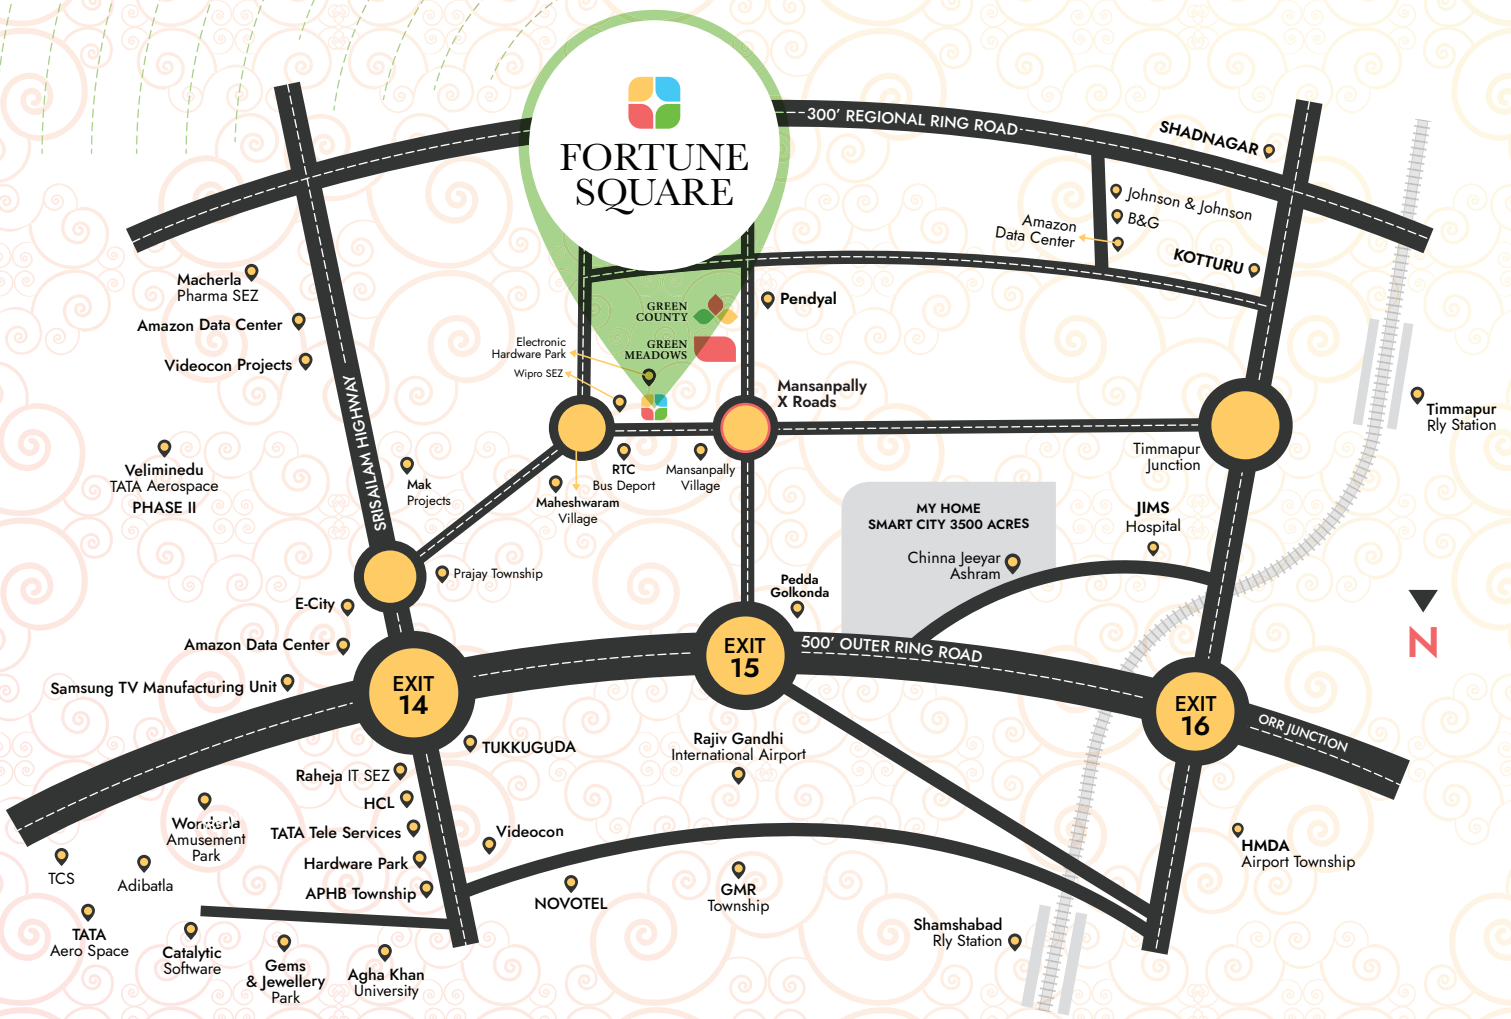 FORTUNE
SQUARE
300' REGIONAL RING ROAD
SHADNAGAR
Johnson & Johnson
B&G
Amazon
Data Center
KOTTURU
Macherla
Pharma SEZ
Amazon Data Center
Videocon Projects
SRISAILAM HIGHWAY
GREEN
COUNTY
GREEN
MEADOWS
Pendyal
Electronic
Hardware Park
Wipro SEZ
Mansanpally
X Roads
Timmapur
Rly Station
Timmapur
Junction
Veliminedu
TATA Aerospace
PHASE II
Mak
Projects
RTC
Bus Deport
Mansanpally
Village
Maheshwaram
Village
MY HOME
SMART CITY 3500 ACRES
Chinna Jeeyar
Ashram
JIMS
Hospital
Prajay Township
Pedda
Golkonda
E-City
Amazon Data Center
Samsung TV Manufacturing Unit
EXIT
14
EXIT
15
500' OUTER RING ROAD
EXIT
16
ORR JUNCTION
N
TUKKUGUDA
Rajiv Gandhi
International Airport
Raheja IT SEZ
HCL
TATA Tele Services
Hardware Park
APHB Township
Videocon
Wonderla
Amusement
Park
TCS
Adibatla
NOVOTEL
GMR
Township
HMDA
Airport Township
Shamshabad
Rly Station
TATA
Aero Space
Catalytic
Software
Gems
& Jewellery
Park
Agha Khan
University